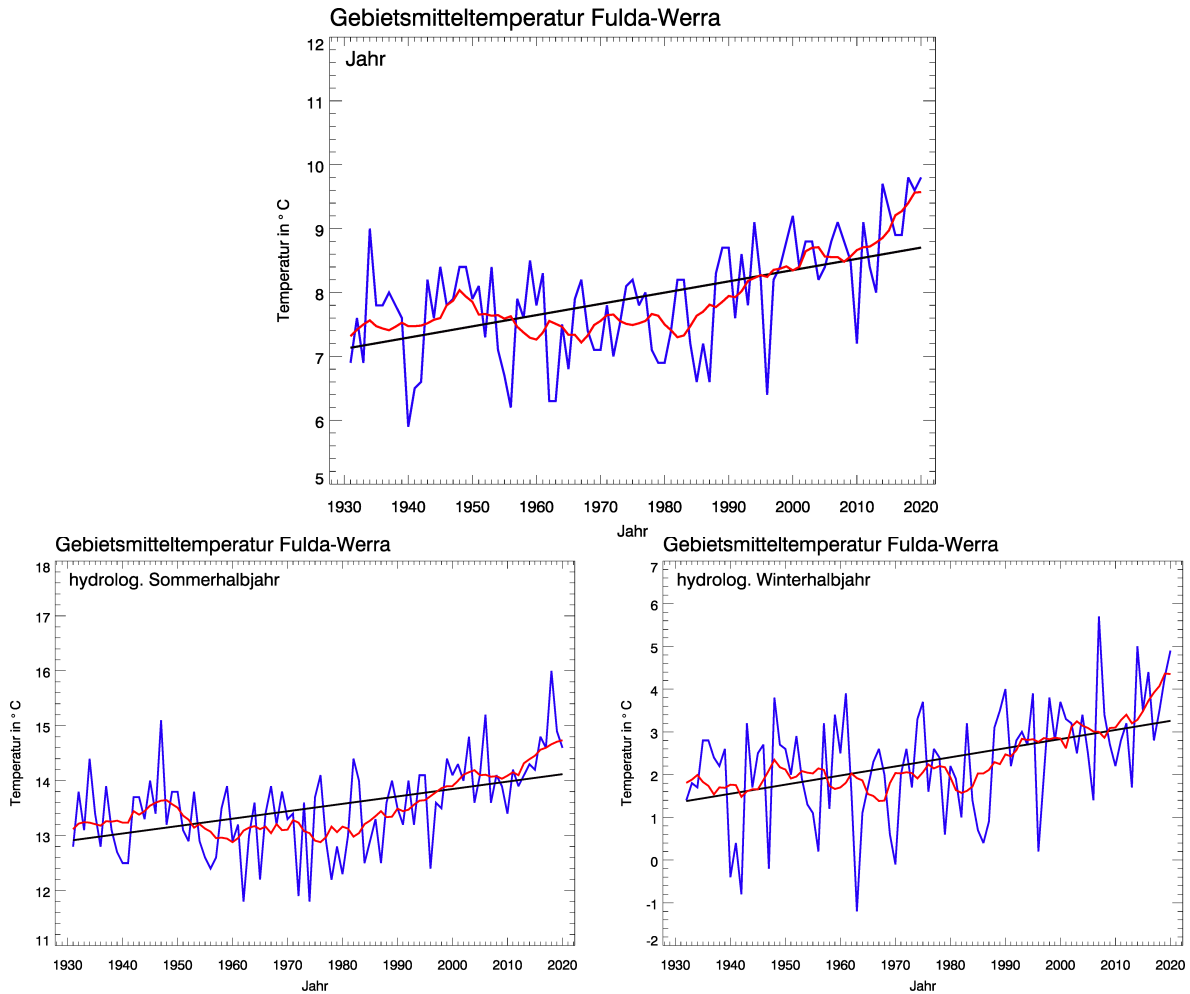 Gebietsmitteltemperatur Fulda-Werra
Jahr
12
11
10
9
8
7
6
5
Temperatur in ° C
1930 1940 1950 1960 1970 1980 1990 2000 2010 2020
Jahr
Gebietsmitteltemperatur Fulda-Werra
hydrolog. Sommerhalbjahr
18
17
16
15
14
13
12
11
Temperatur in ° C
1930 1940 1950 1960 1970 1980 1990 2000 2010 2020
Jahr
Gebietsmitteltemperatur Fulda-Werra
hydrolog. Winterhalbjahr
7
6
5
4
3
2
1
0
-1
-2
Temperatur in ° C
1930 1940 1950 1960 1970 1980 1990 2000 2010 2020
Jahr